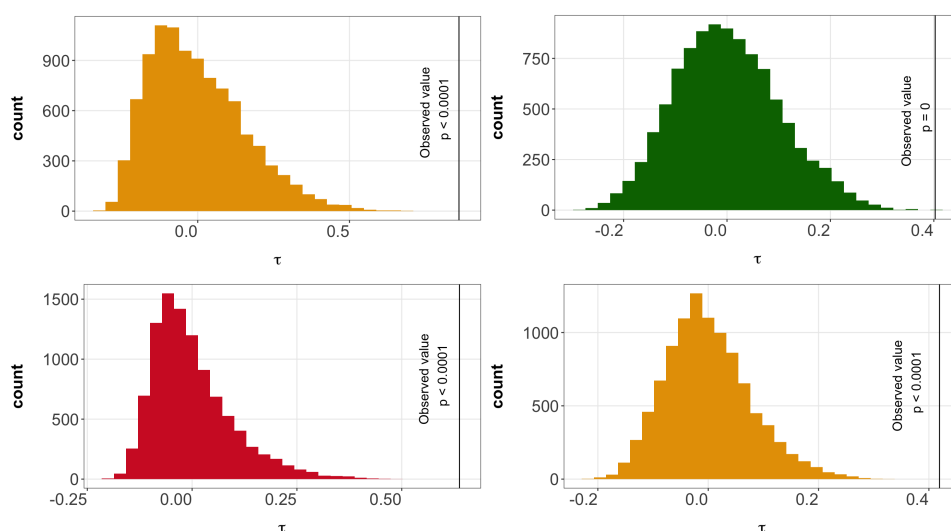 900
600
300
0
count
0.0
0.5
τ
Observed value
p < 0.0001
750
500
250
0
count
-0.2
0.0
0.2
0.4
τ
Observed value
p = 0
1500
1000
500
0
count
-0.25
0.00
0.25
0.50
τ
Observed value
p < 0.0001
1000
500
0
count
-0.2
0.0
0.2
0.4
τ
Observed value
p < 0.0001